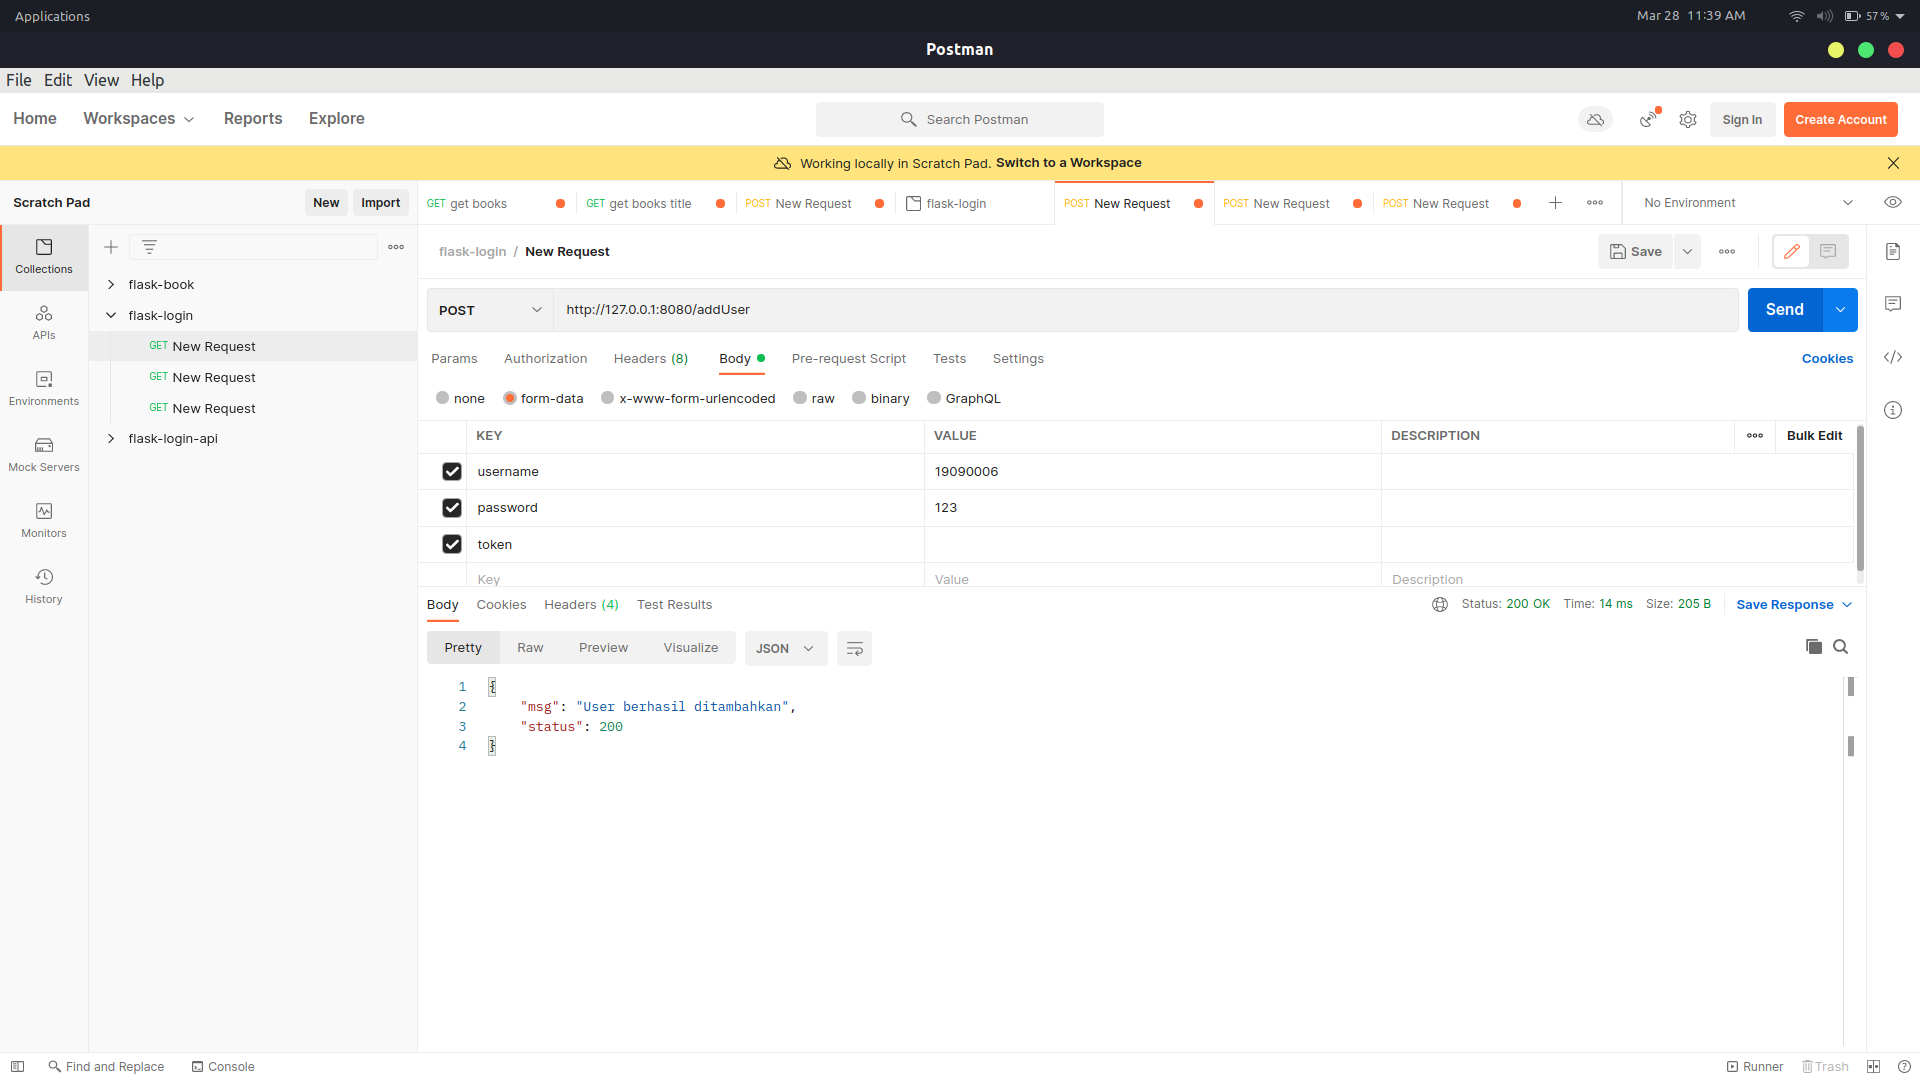 Applications
Mar 28 11:39 AM
57 %
Postman
File Edit View Help
Home Workspaces Reports Explore
Search Postman
Sign In
Create Account
Working locally in Scratch Pad. Switch to a Workspace
Scratch Pad
New
Import
GET get books
GET get books title
POST New Request
flask-login
POST New Request
POST New Request
POST New Request
No Environment
Collections
APIs
Environments
Mock Servers
Monitors
History
flask-book
flask-login
GET New Request
GET New Request
GET New Request
flask-login-api
flask-login / New Request
Save
POST
http://127.0.0.1:8080/addUser
Send
Params Authorization Headers (8) Body Pre-request Script Tests Settings
Cookies
none form-data x-www-form-urlencoded raw binary GraphQL
KEY VALUE DESCRIPTION
Bulk Edit
username 19090006
password 123
token
Key Value Description
Body Cookies Headers (4) Test Results
Status: 200 OK Time: 14 ms Size: 205 B
Save Response
Pretty Raw Preview Visualize JSON
1 {
2 "msg": "User berhasil ditambahkan",
3 "status": 200
4 }
Find and Replace
Console
Runner
Trash